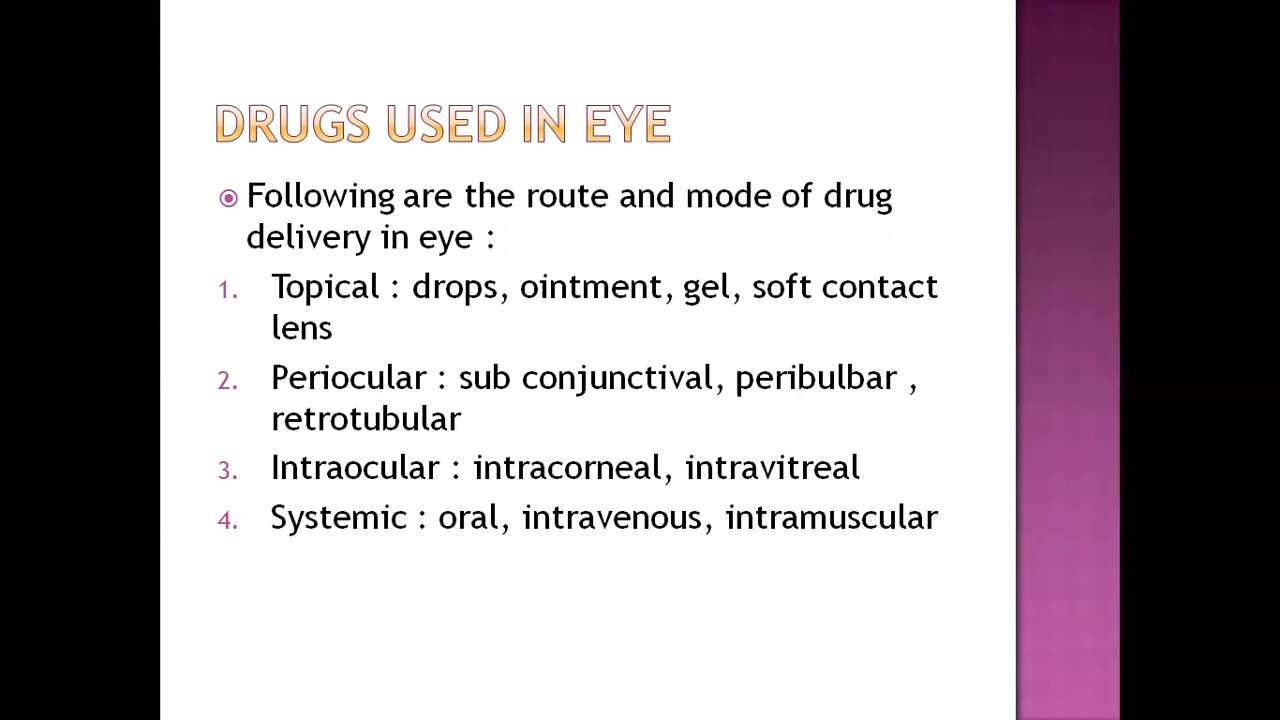 DRUGS USED IN EYE
Following are the route and mode of drug
delivery in eye :
1. Topical : drops, ointment, gel, soft contact
lens
2. Periocular : sub conjunctival, peribulbar ,
retrotubular
3. Intraocular : intracorneal, intravitreal
4. Systemic : oral, intravenous, intramuscular